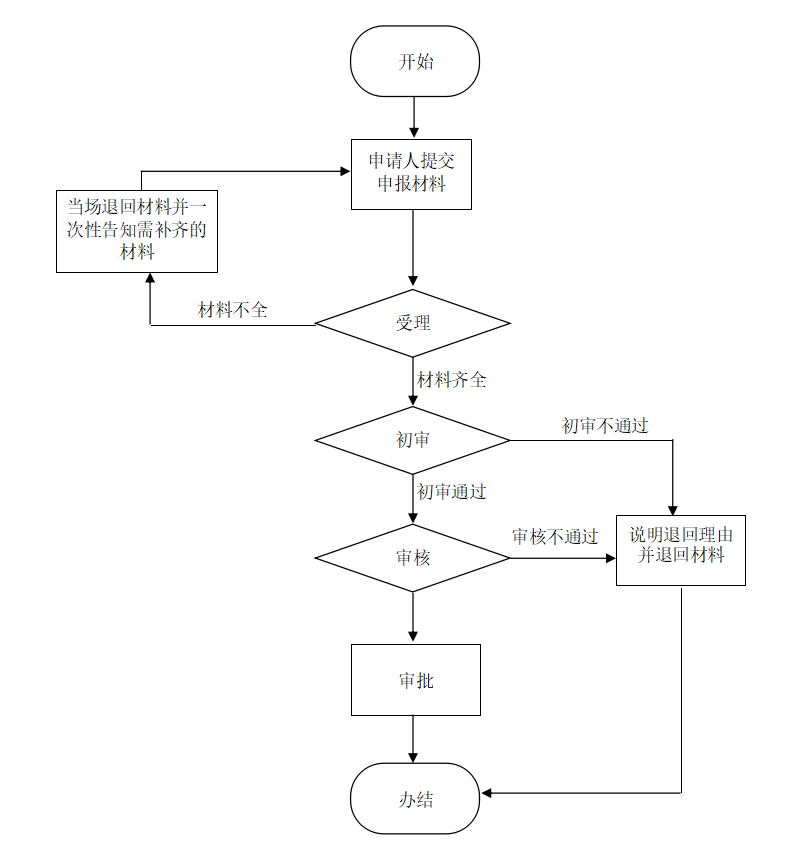 开始
申请人提交
申报材料
当场退回材料并一
次性告知需补齐的
材料
材料不全
受理
材料齐全
初审不通过
初审
初审通过
审核不通过
说明退回理由
并退回材料
审核
审批
办结